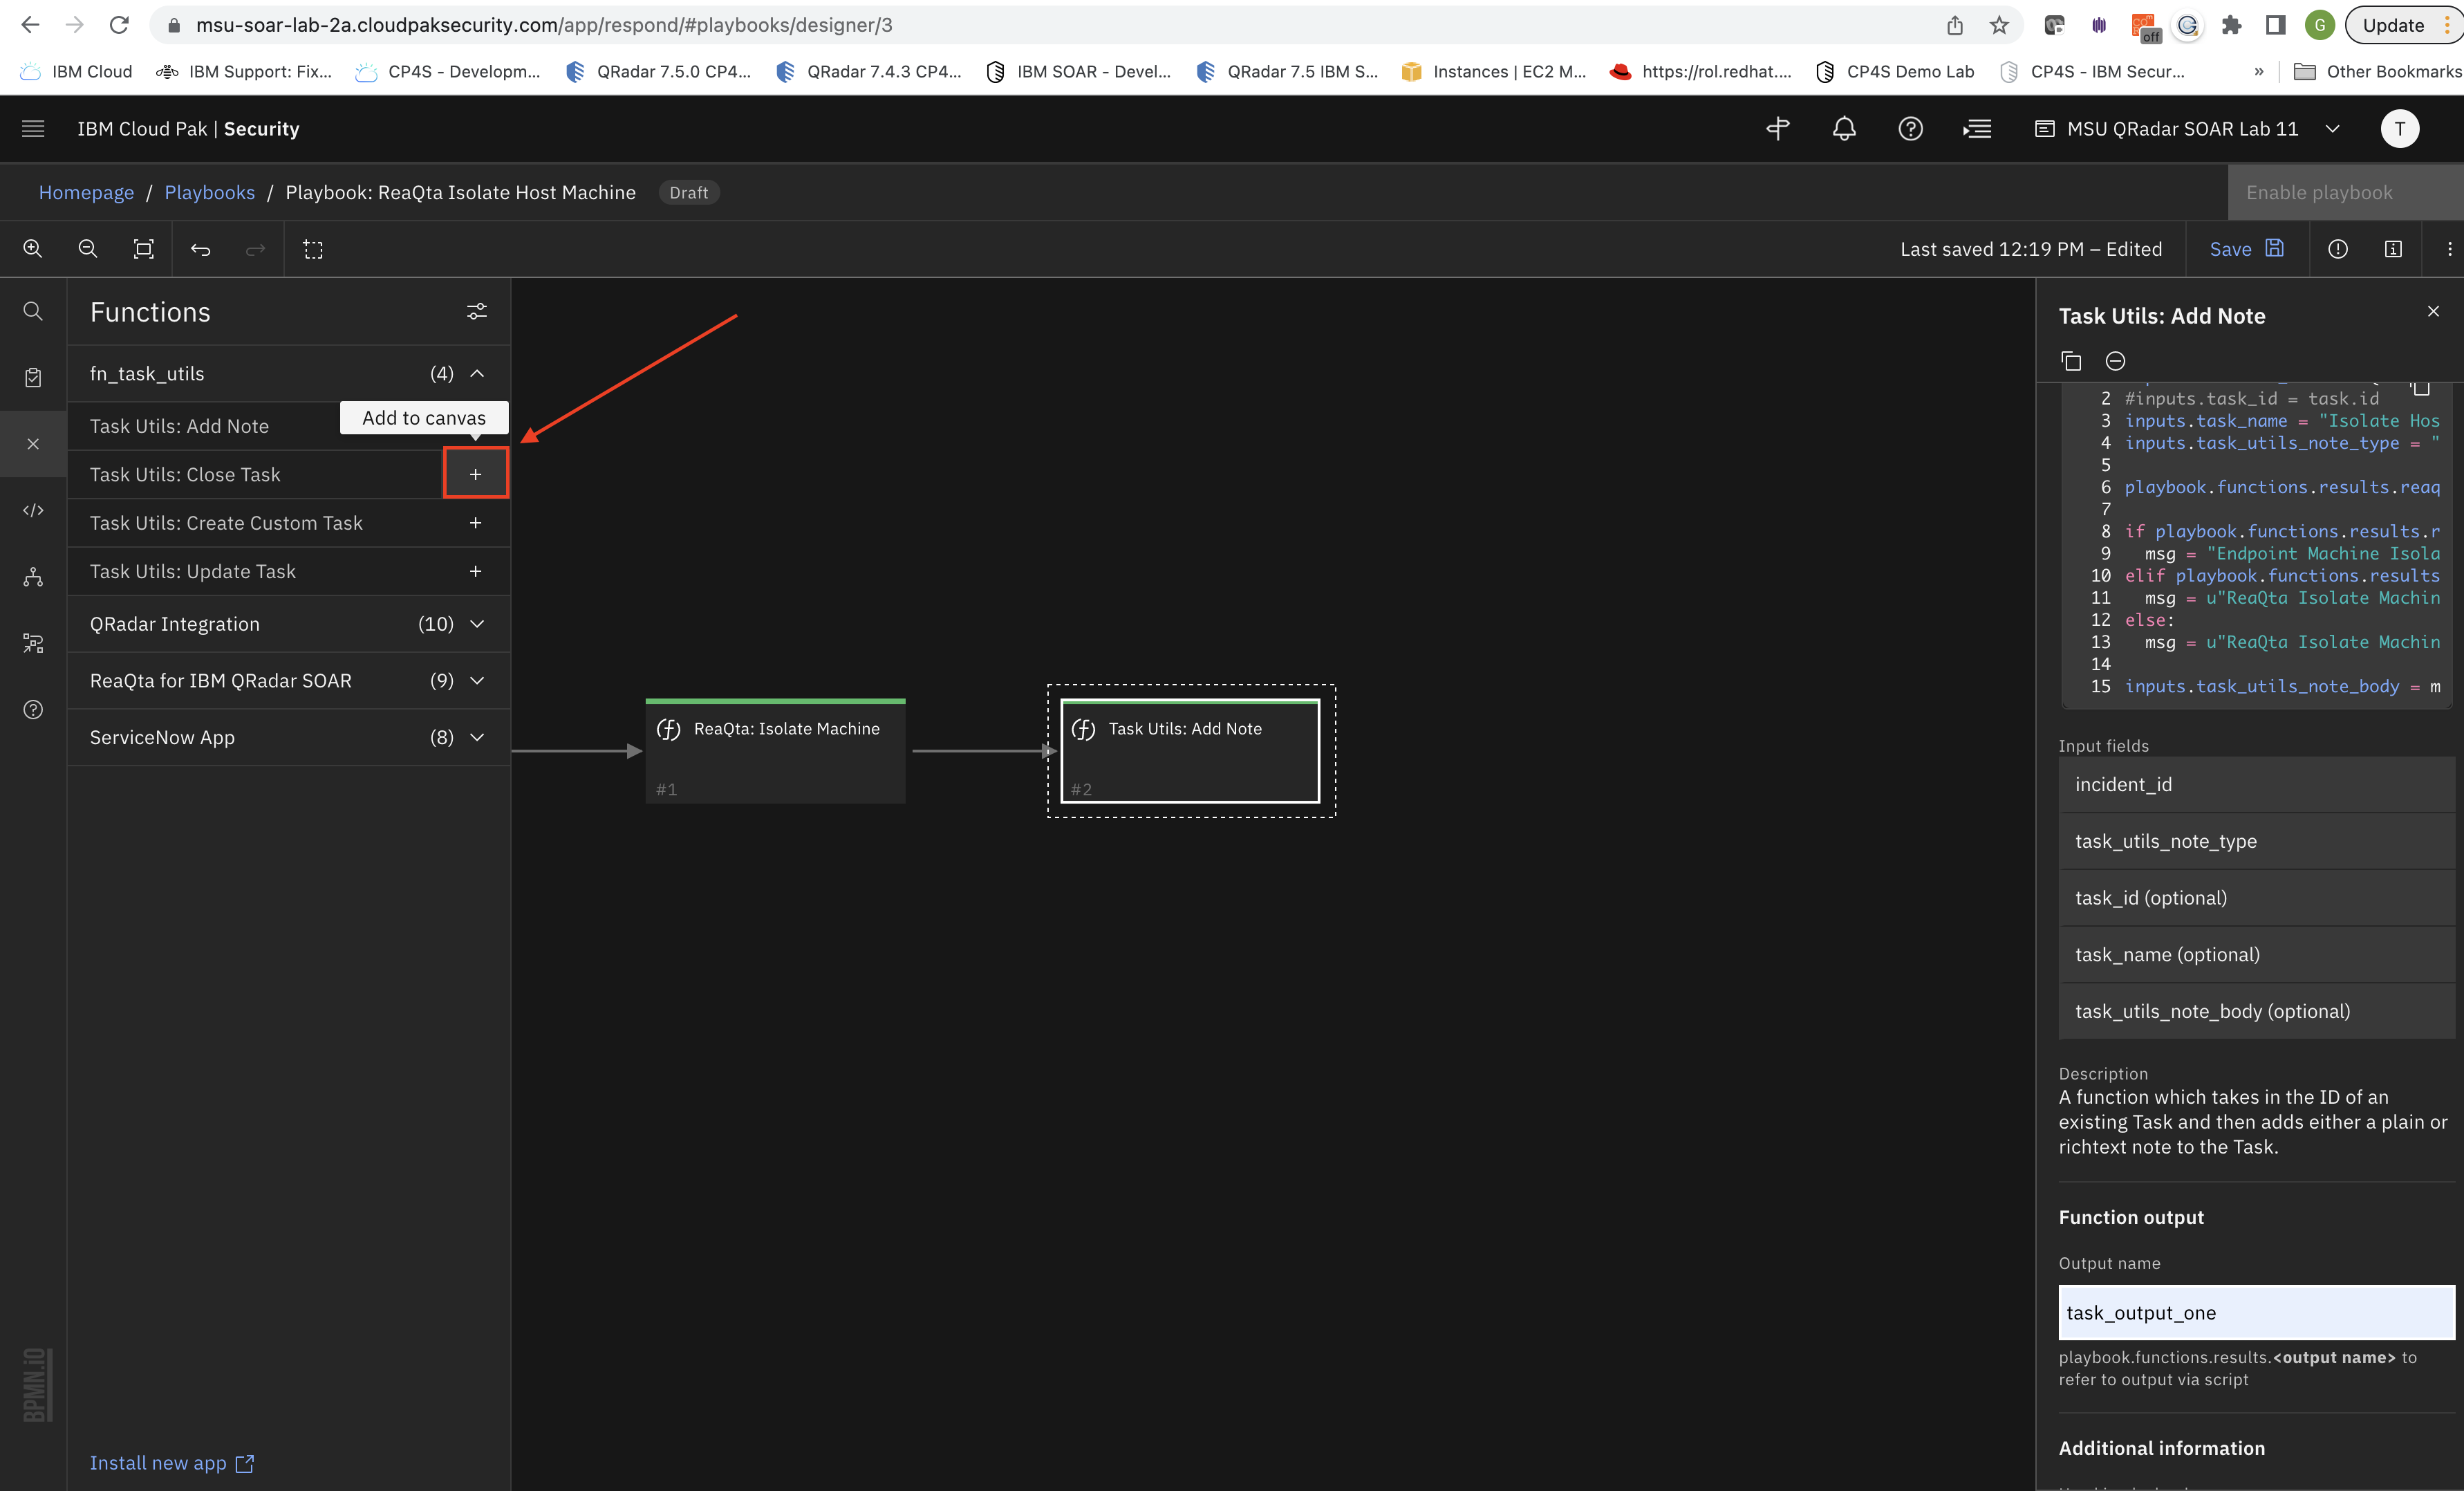 msu-soar-lab-2a.cloudpaksecurity.com/app/respond/#playbooks/designer/3
off
G
Update
IBM Cloud
IBM Support: Fix...
CP4S - Developm...
QRadar 7.5.0 CP4...
QRadar 7.4.3 CP4...
IBM SOAR - Devel...
QRadar 7.5 IBM S...
Instances | EC2 M...
https://rol.redhat....
CP4S Demo Lab
CP4S - IBM Secur...
»
Other Bookmarks
IBM Cloud Pak | Security
MSU QRadar SOAR Lab 11
T
Homepage / Playbooks / Playbook: ReaQta Isolate Host Machine
Draft
Enable playbook
Last saved 12:19 PM – Edited
Save
Functions
fn_task_utils (4)
Add to canvas
Task Utils: Add Note
Task Utils: Close Task +
Task Utils: Create Custom Task +
Task Utils: Update Task +
QRadar Integration (10)
ReaQta for IBM QRadar SOAR (9)
ServiceNow App (8)
Install new app
BPMN.iO
ReaQta: Isolate Machine
#1
Task Utils: Add Note
#2
Task Utils: Add Note
2 #inputs.task_id = task.id
3 inputs.task_name = "Isolate Hos
4 inputs.task_utils_note_type = "
5
6 playbook.functions.results.reaq
7
8 if playbook.functions.results.r
9 msg = "Endpoint Machine Isola
10 elif playbook.functions.results
11 msg = u"ReaQta Isolate Machin
12 else:
13 msg = u"ReaQta Isolate Machin
14
15 inputs.task_utils_note_body = m
Input fields
incident_id
task_utils_note_type
task_id (optional)
task_name (optional)
task_utils_note_body (optional)
Description
A function which takes in the ID of an
existing Task and then adds either a plain or
richtext note to the Task.
Function output
Output name
task_output_one
playbook.functions.results.<output name> to
refer to output via script
Additional information